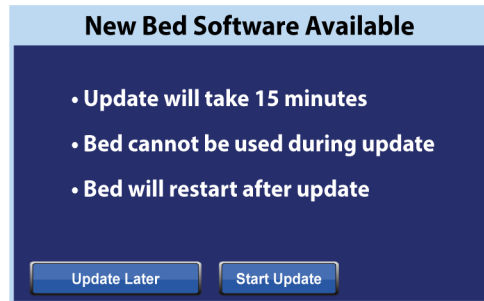 New Bed Software Available
• Update will take 15 minutes
• Bed cannot be used during update
• Bed will restart after update
Update Later
Start Update